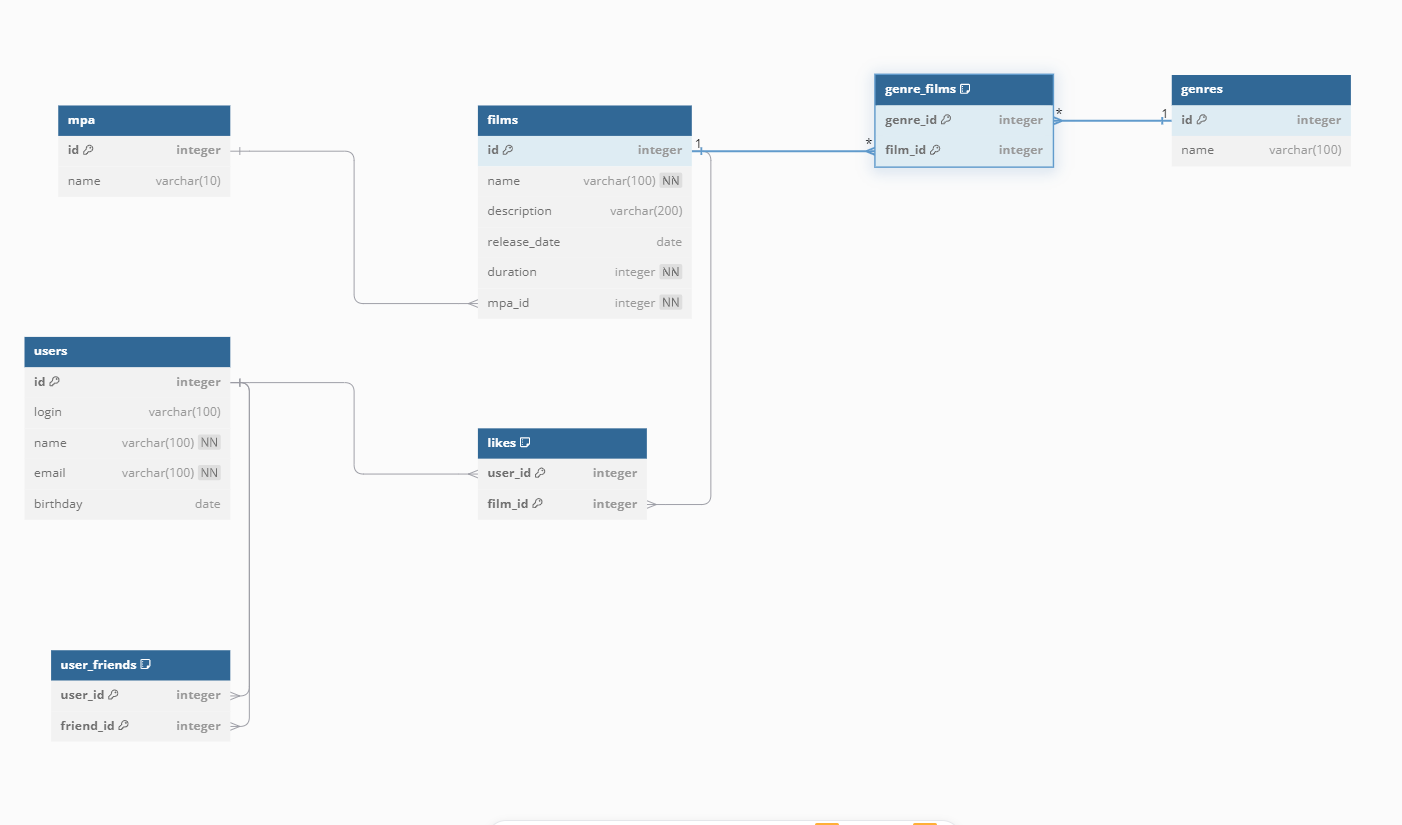 mpa
id integer
name varchar(10)
films
id integer
name varchar(100) NN
description varchar(200)
release_date date
duration integer NN
mpa_id integer NN
1
*
genre_films
genre_id integer
film_id integer
*
1
genres
id integer
name varchar(100)
users
id integer
login varchar(100)
name varchar(100) NN
email varchar(100) NN
birthday date
likes
user_id integer
film_id integer
user_friends
user_id integer
friend_id integer